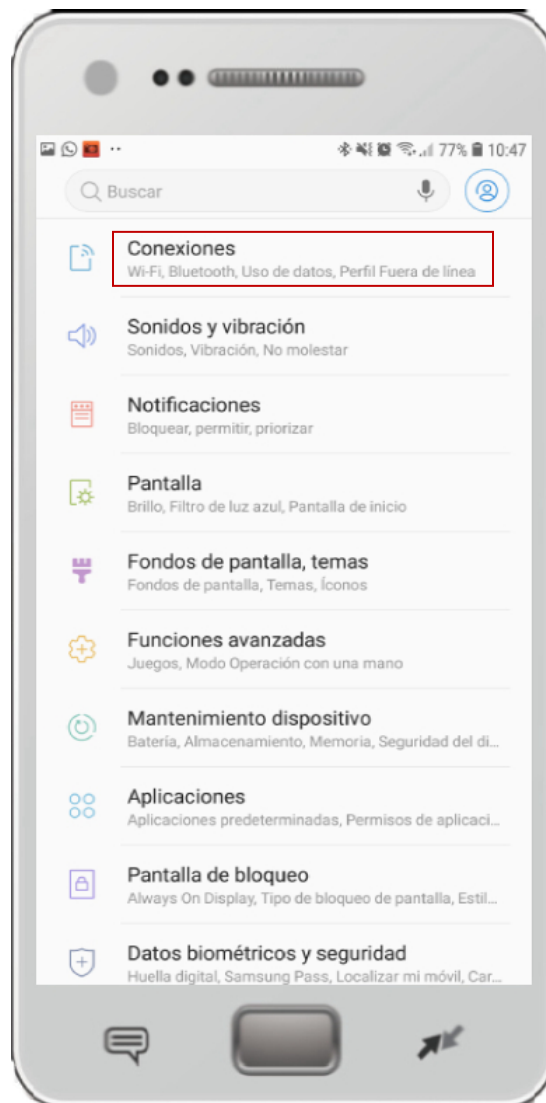 77% 10:47
Buscar
Conexiones
Wi-Fi, Bluetooth, Uso de datos, Perfil Fuera de línea
Sonidos y vibración
Sonidos, Vibración, No molestar
Notificaciones
Bloquear, permitir, priorizar
Pantalla
Brillo, Filtro de luz azul, Pantalla de inicio
Fondos de pantalla, temas
Fondos de pantalla, Temas, Íconos
Funciones avanzadas
Juegos, Modo Operación con una mano
Mantenimiento dispositivo
Batería, Almacenamiento, Memoria, Seguridad del di...
Aplicaciones
Aplicaciones predeterminadas, Permisos de aplicaci...
Pantalla de bloqueo
Always On Display, Tipo de bloqueo de pantalla, Estil...
Datos biométricos y seguridad
Huella digital, Samsung Pass, Localizar mi móvil, Car...